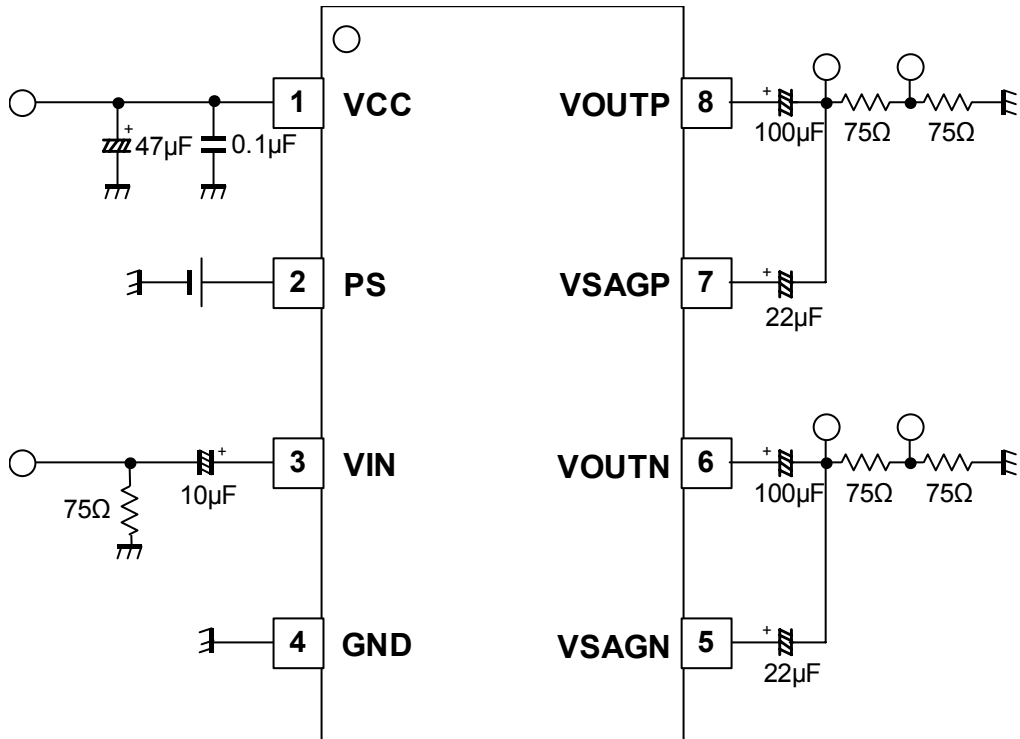 1 VCC VOUTP 8
+ 47µF 0.1µF
+ 100µF 75Ω 75Ω
2 PS VSAGP 7
+ 22µF
3 VIN VOUTN 6
75Ω 10µF +
+ 100µF 75Ω 75Ω
4 GND VSAGN 5
+ 22µF